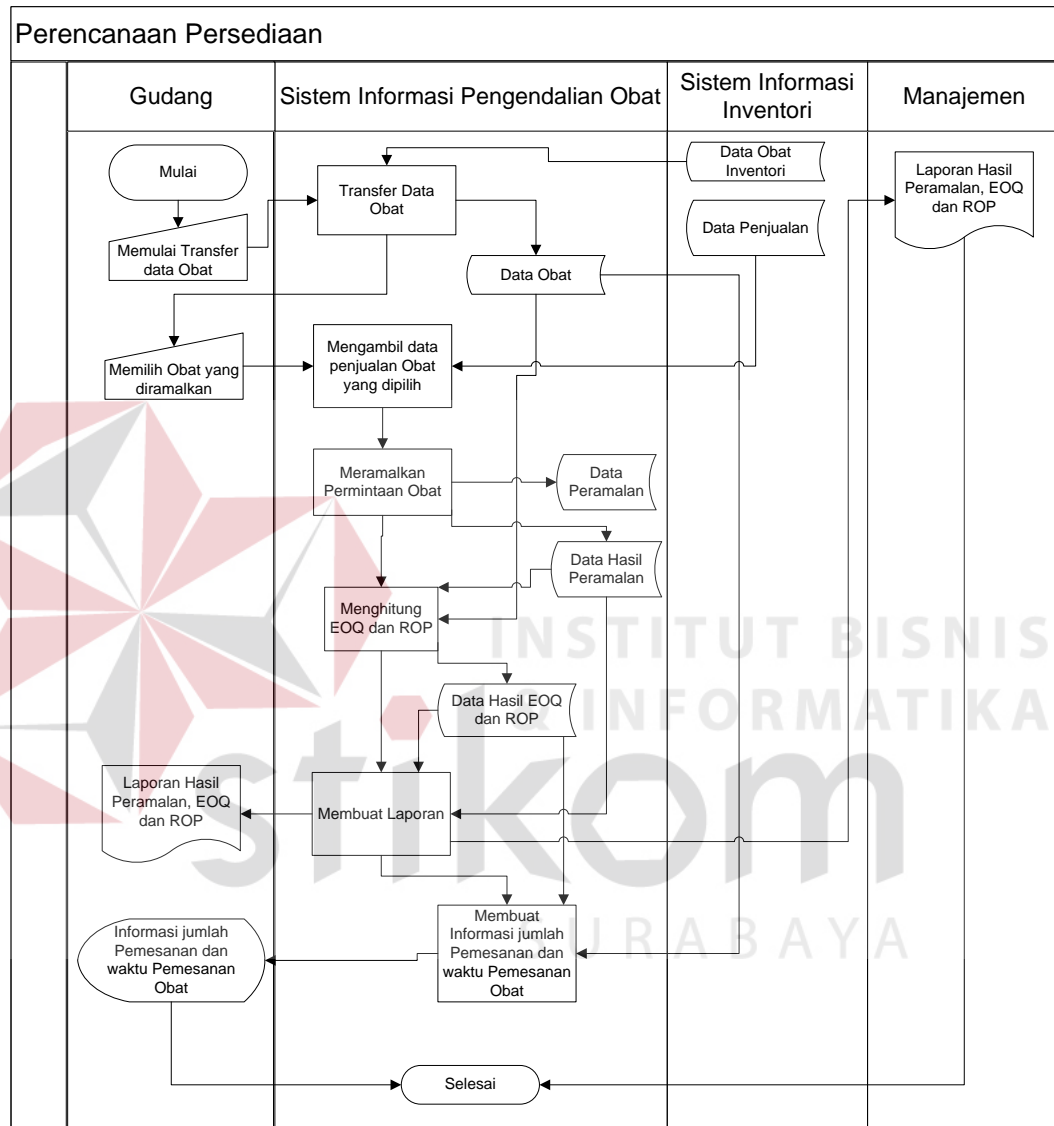 Perencanaan Persediaan
Gudang
Sistem Informasi Pengendalian Obat
Sistem Informasi
Inventori
Manajemen
Mulai
Transfer Data
Obat
Data Obat
Inventori
Laporan Hasil
Peramalan, EOQ
dan ROP
Memulai Transfer
data Obat
Data Penjualan
Data Obat
Memilih Obat yang
diramalkan
Mengambil data
penjualan Obat
yang dipilih
Meramalkan
Permintaan Obat
Data
Peramalan
Data Hasil
Peramalan
Menghitung
EOQ dan ROP
INSTITUT BISNIS
& INFORMATIKA
Data Hasil EOQ
dan ROP
stikom
SURABAYA
Laporan Hasil
Peramalan, EOQ
dan ROP
Membuat Laporan
Informasi jumlah
Pemesanan dan
waktu Pemesanan
Obat
Membuat
Informasi jumlah
Pemesanan dan
waktu Pemesanan
Obat
Selesai